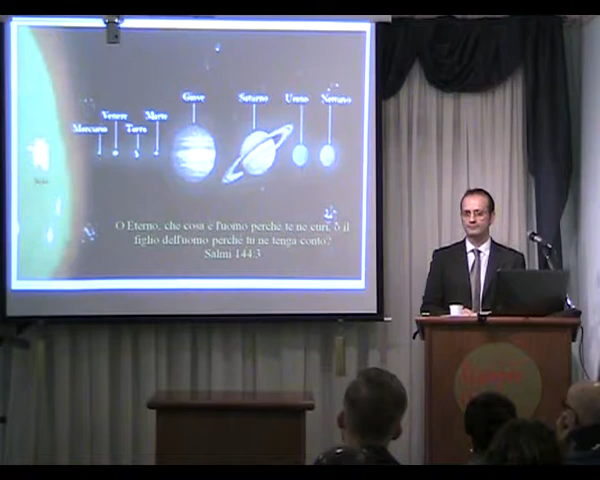 Giove Saturno Urano Nettuno
Venere Marte
Mercurio Terra
Sole
O Eterno, che cosa è l'uomo perché te ne curi, o il
figlio dell'uomo perché tu ne tenga conto?
Salmi 144:3